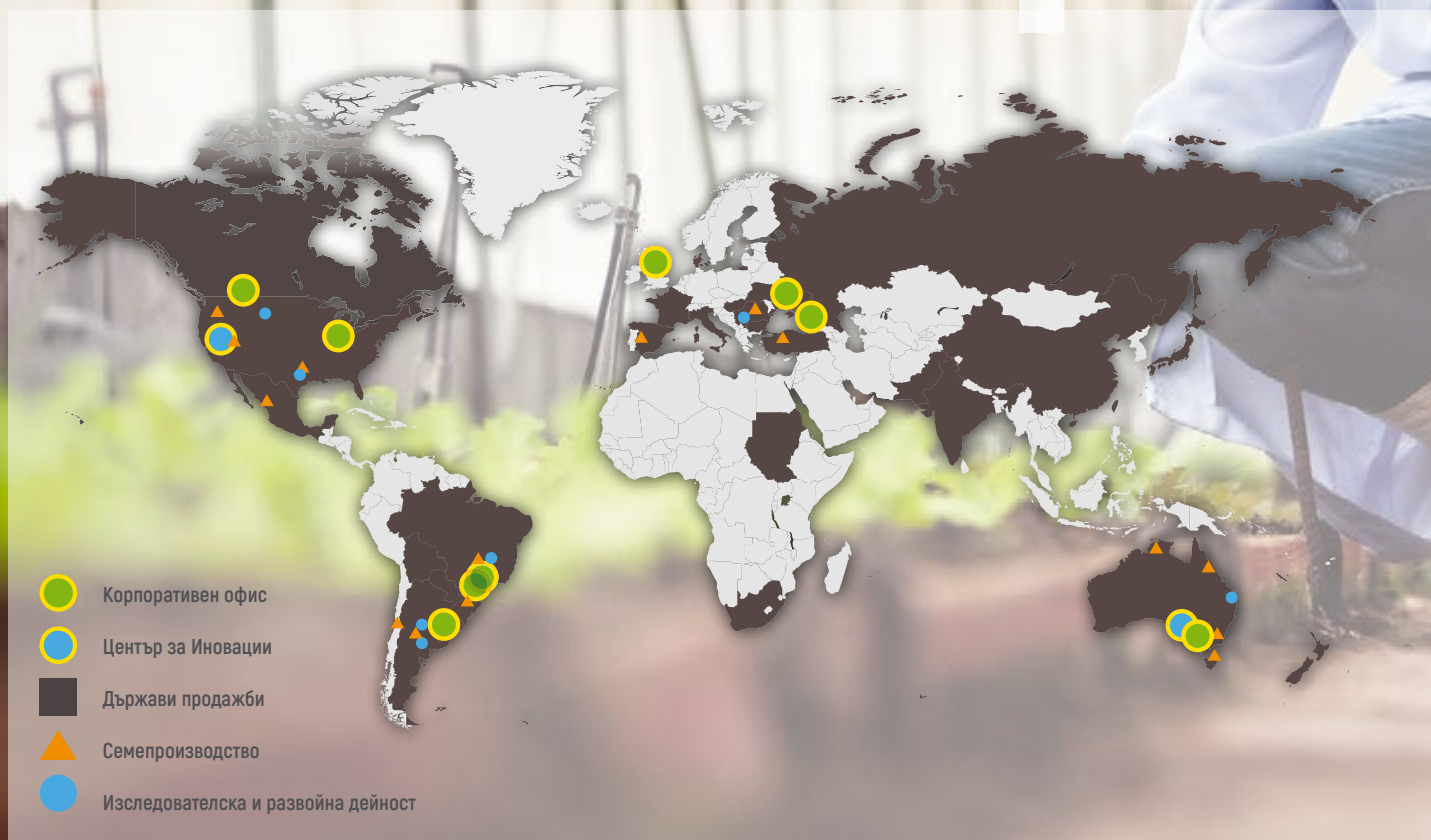 Корпоративен офис
Център за Иновации
Държави продажби
Семепроизводство
Изследователска и развойна дейност